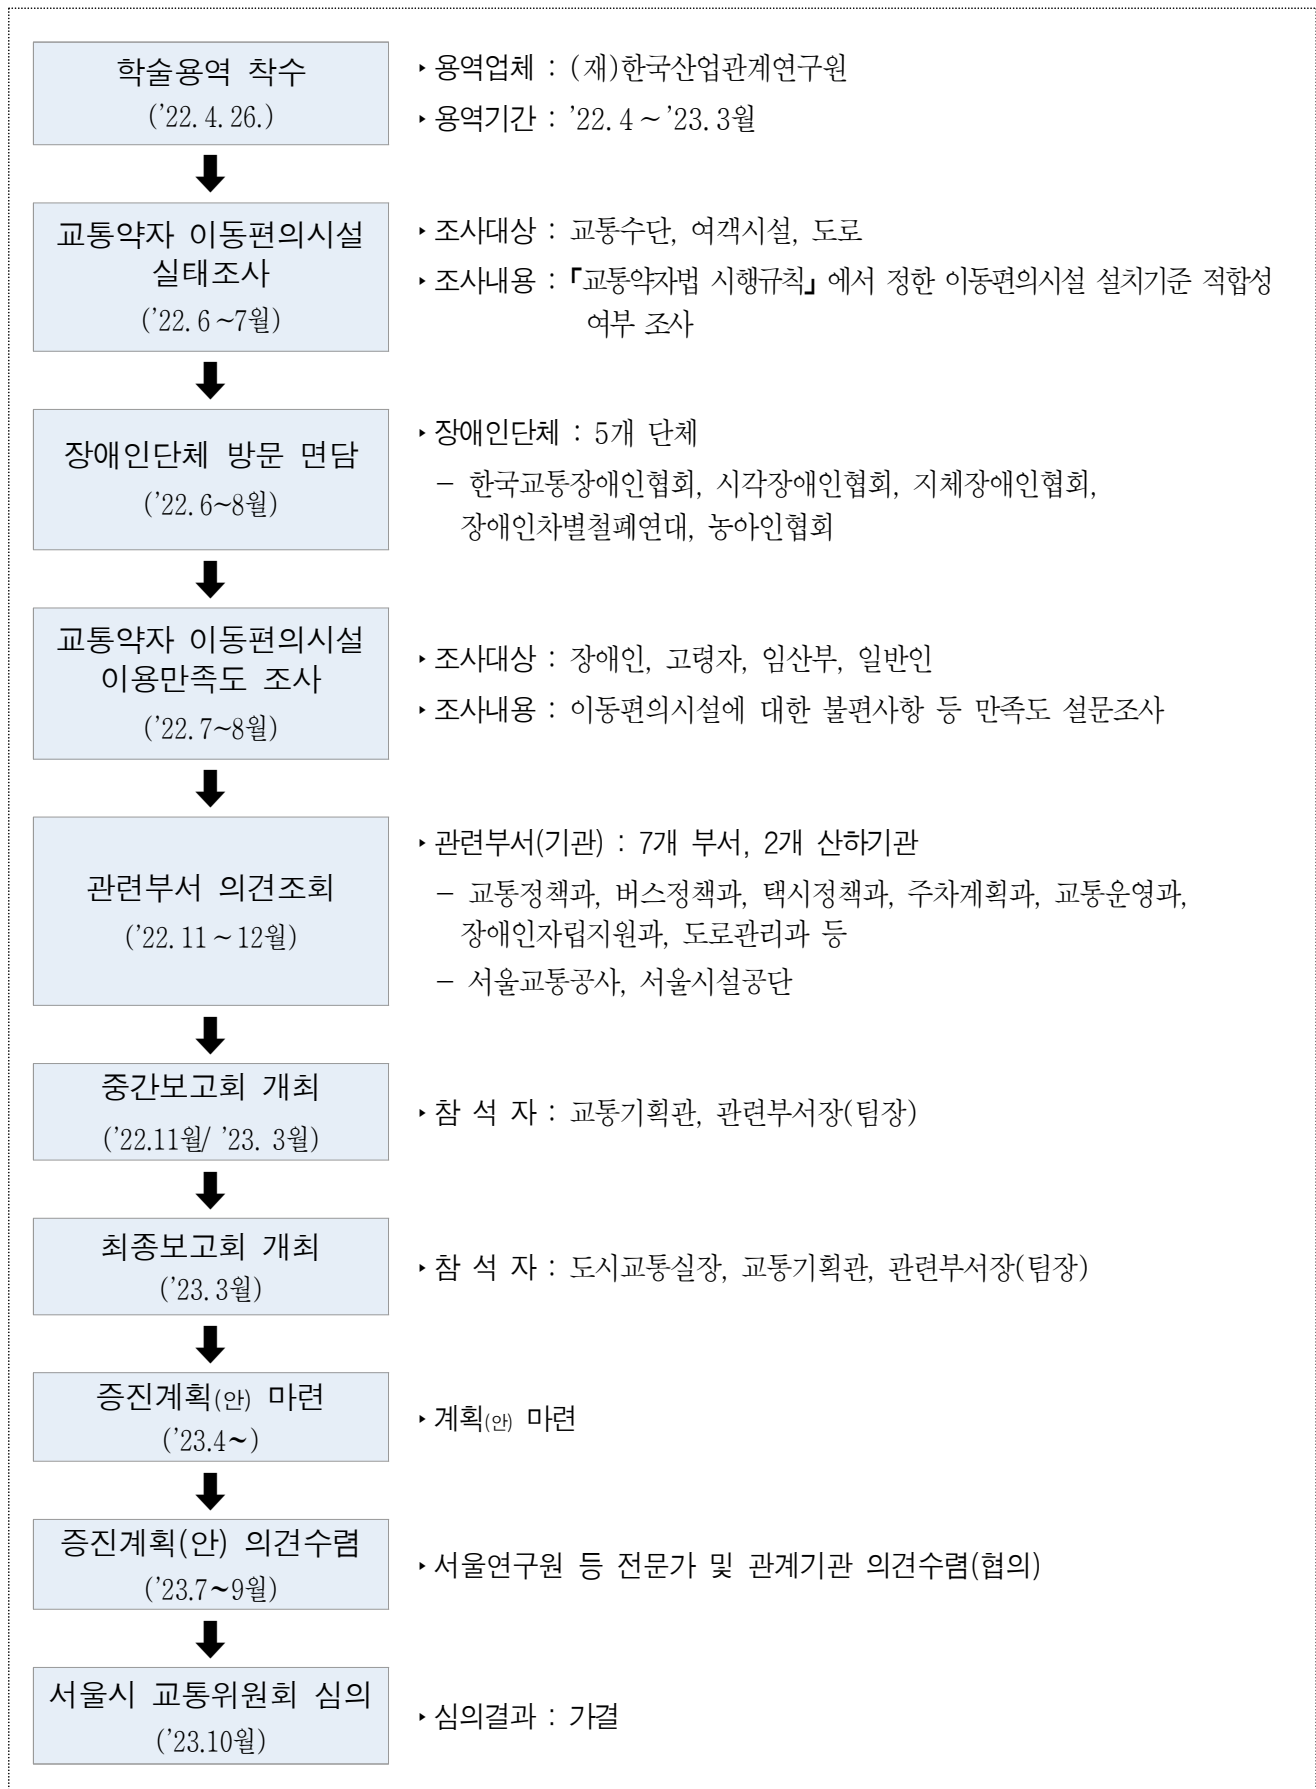 학술용역 착수
(’22. 4. 26.)
‣ 용역업체 : (재)한국산업관계연구원
‣ 용역기간 : ’22. 4 ~ ’23. 3월
교통약자 이동편의시설
실태조사
(’22. 6 ~7월)
‣ 조사대상 : 교통수단, 여객시설, 도로
‣ 조사내용 : 「교통약자법 시행규칙」에서 정한 이동편의시설 설치기준 적합성
여부 조사
장애인단체 방문 면담
(’22. 6~8월)
‣ 장애인단체 : 5개 단체
- 한국교통장애인협회, 시각장애인협회, 지체장애인협회,
장애인차별철폐연대, 농아인협회
교통약자 이동편의시설
이용만족도 조사
(’22. 7~8월)
‣ 조사대상 : 장애인, 고령자, 임산부, 일반인
‣ 조사내용 : 이동편의시설에 대한 불편사항 등 만족도 설문조사
관련부서 의견조회
(’22. 11 ~ 12월)
‣ 관련부서(기관) : 7개 부서, 2개 산하기관
- 교통정책과, 버스정책과, 택시정책과, 주차계획과, 교통운영과,
장애인자립지원과, 도로관리과 등
- 서울교통공사, 서울시설공단
중간보고회 개최
(’22.11월/ ’23. 3월)
‣ 참 석 자 : 교통기획관, 관련부서장(팀장)
최종보고회 개최
(’23. 3월)
‣ 참 석 자 : 도시교통실장, 교통기획관, 관련부서장(팀장)
증진계획(안) 마련
(’23.4~)
‣ 계획(안) 마련
증진계획(안) 의견수렴
(’23.7~9월)
‣ 서울연구원 등 전문가 및 관계기관 의견수렴(협의)
서울시 교통위원회 심의
(’23.10월)
‣ 심의결과 : 가결